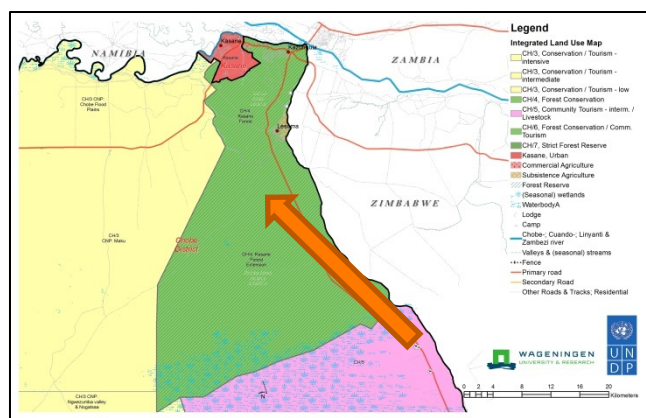 NAMIBIA
Kasane
Kasane
Kazungula
ZAMBIA
CH/3 CNP
Chobe Flood
Plains
CH/4
Kasane
Forest
Lesoma
ZIMBABWE
CH/3
CNP. Mabu
Chobe
District
CH/4 Kasane
Forest
Extension
CH/5
CH/3 CNP
Ngwezumba valley
& Nogatsaa
N
Legend
Integrated Land Use Map
CH/3, Conservation / Tourism -
intensive
CH/3, Conservation / Tourism -
intermediate
CH/3, Conservation / Tourism - low
CH/4, Forest Conservation
CH/5, Community Tourism - interm. /
Livestock
CH/6, Forest Conservation / Comm.
Tourism
CH/7, Strict Forest Reserve
Kasane, Urban
Commercial Agriculture
Subsistence Agriculture
Forest Reserve
(Seasonal) wetlands
WaterbodyA
Lodge
Camp
Chobe-; Cuando-; Linyanti &
Zambezi river
Valleys & (seasonal) streams
Fence
Primary road
Secondary Road
Other Roads & Tracks; Residential
WAGENINGEN
UNIVERSITY & RESEARCH
U N
D P
0 2 4 6 8 12 16 20
Kilometers